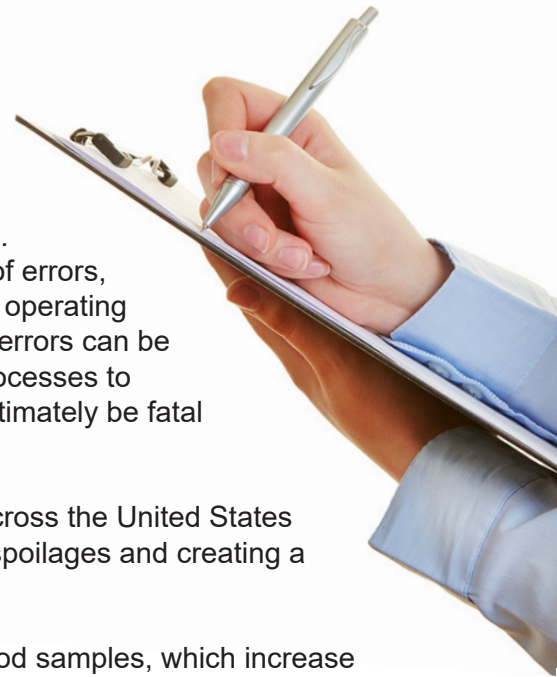 .
of errors,
operating
errors can be
ocesses to
timately be fatal
cross the United States
spoilages and creating a
od samples, which increase